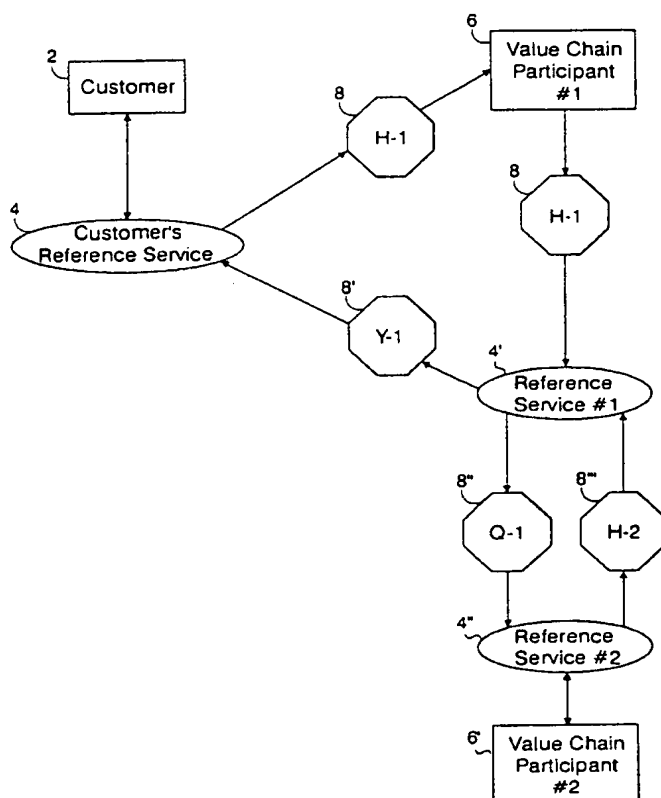 2
Customer
4
Customer's
Reference Service
8
H-1
6
Value Chain
Participant
#1
8
H-1
8'
Y-1
4'
Reference
Service #1
8"
Q-1
8"'
H-2
4"
Reference
Service #2
6'
Value Chain
Participant
#2